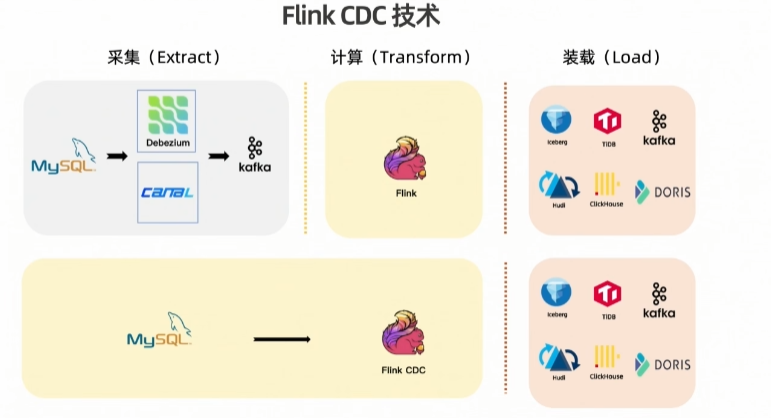 Flink CDC 技术
采集（Extract）
计算（Transform）
装载（Load）
MySQL
Debezium
CANAL
kafka
Flink
Iceberg
TiDB
kafka
Hudi
ClickHouse
DORIS
MySQL
Flink CDC
Iceberg
TiDB
kafka
Hudi
ClickHouse
DORIS